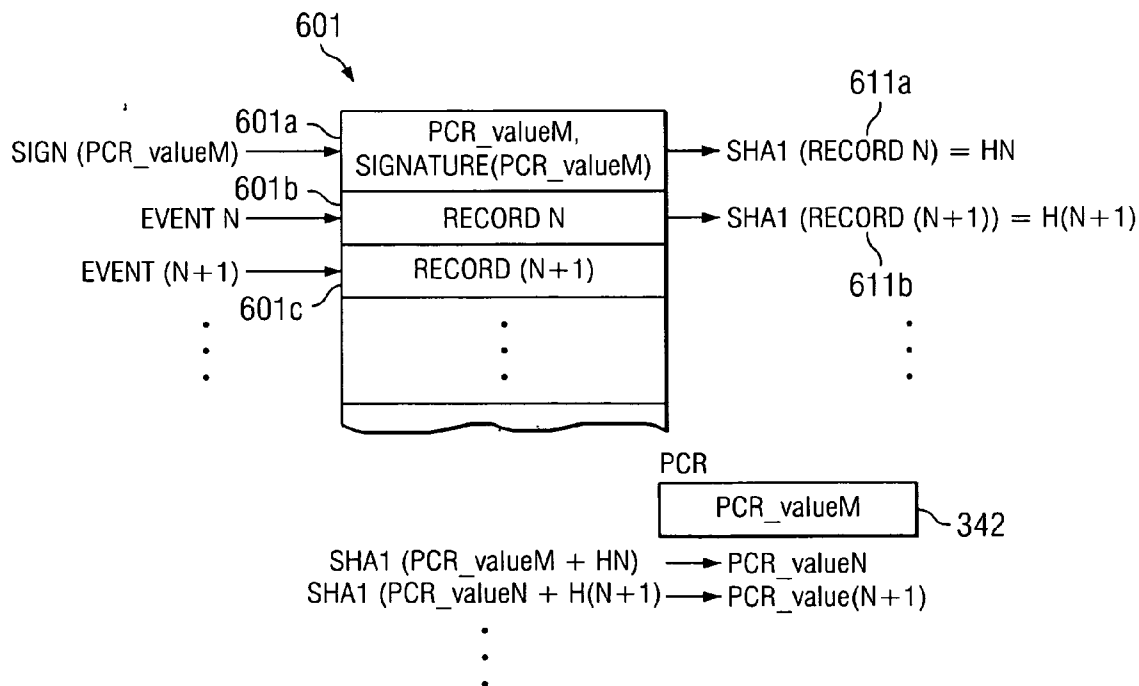 601
611a
601a
PCR_valueM,
SIGN (PCR_valueM)
SIGNATURE(PCR_valueM)
SHA1 (RECORD N) = HN
601b
EVENT N
RECORD N
SHA1 (RECORD (N+1)) = H(N+1)
EVENT (N+1)
RECORD (N+1)
601c
611b
PCR
PCR_valueM
342
SHA1 (PCR_valueM + HN)
PCR_valueN
SHA1 (PCR_valueN + H(N+1)
PCR_value(N+1)